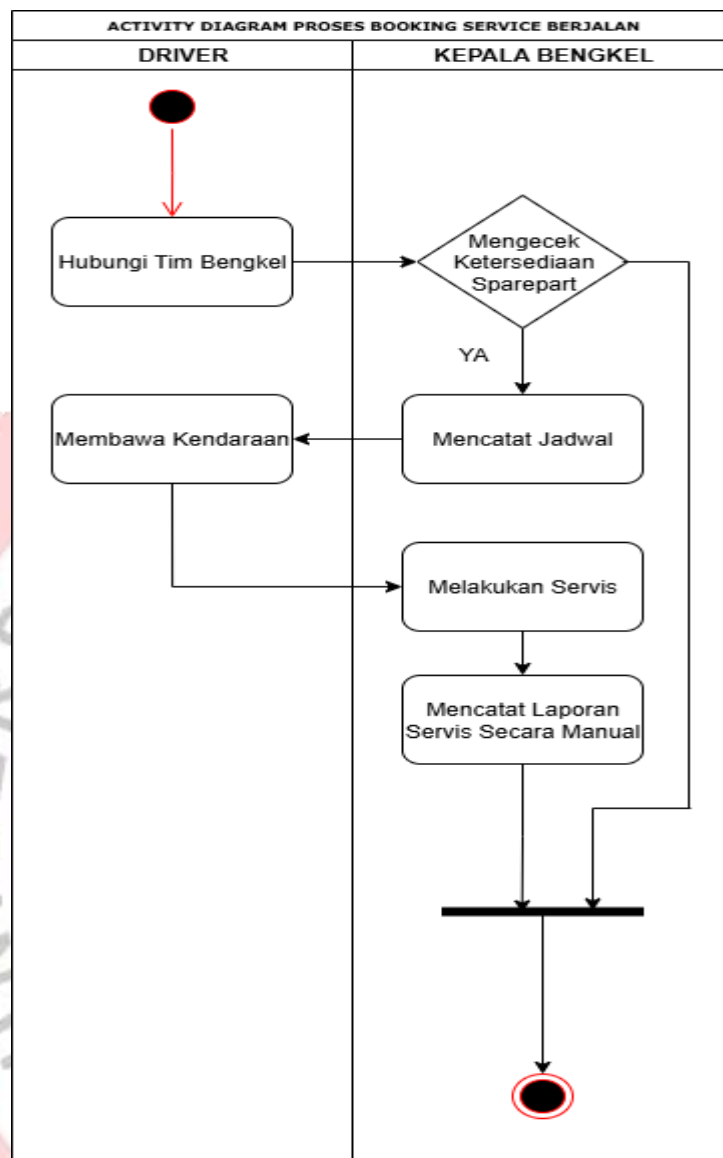 ACTIVITY DIAGRAM PROSES BOOKING SERVICE BERJALAN
DRIVER
KEPALA BENGKEL
Hubungi Tim Bengkel
Mengecek
Ketersediaan
Sparepart
YA
Membawa Kendaraan
Mencatat Jadwal
Melakukan Servis
Mencatat Laporan
Servis Secara Manual